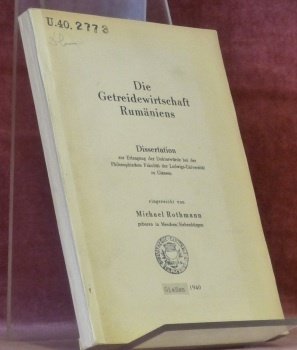 U.40.2773
Die
Getreidewirtschaft
Rumäniens
Dissertation
zur Erlangung der Doktorwürde bei der
Philosophischen Fakultät der Ludwigs-Universität
zu Giessen
eingereicht von
Michael Rothmann
geboren in Meschen/Siebenbürgen
Gießen 1940